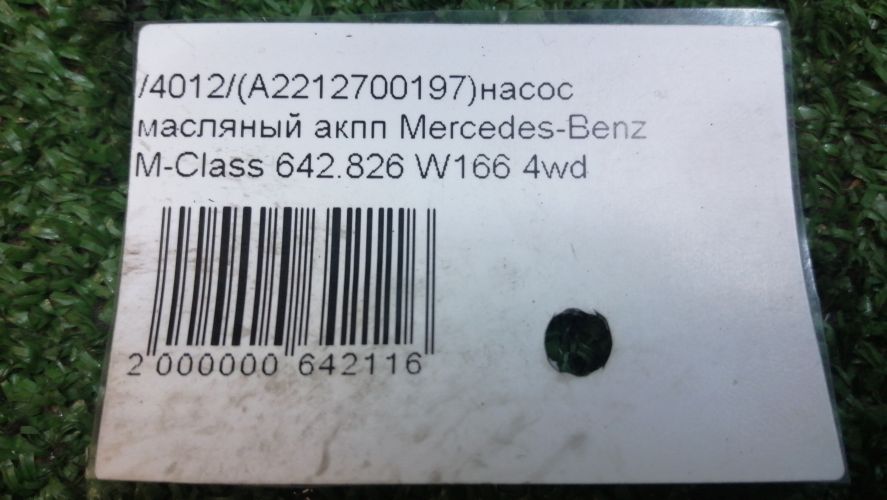 /4012/(A2212700197)насос
масляный акпп Mercedes-Benz
M-Class 642.826 W166 4wd
2 000000 642116